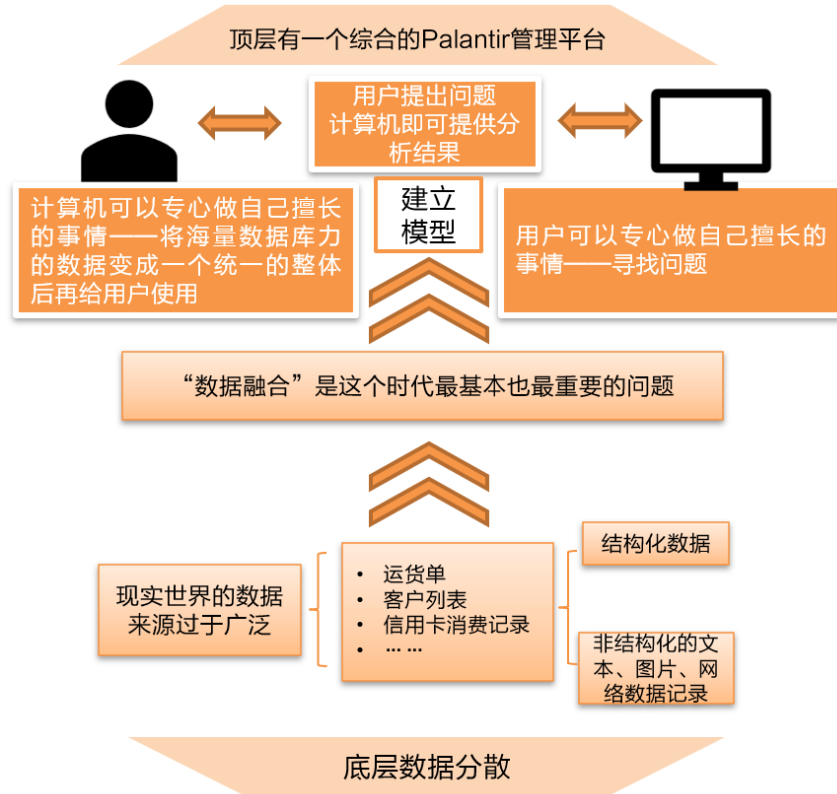 顶层有一个综合的Palantir管理平台
用户提出问题
计算机即可提供分
析结果
建立
模型
计算机可以专心做自己擅长
的事情——将海量数据库力
的数据变成一个统一的整体
后再给用户使用
用户可以专心做自己擅长的
事情——寻找问题
“数据融合”是这个时代最基本也最重要的问题
现实世界的数据
来源过于广泛
• 运货单
• 客户列表
• 信用卡消费记录
• ……
结构化数据
非结构化的文
本、图片、网
络数据记录
底层数据分散